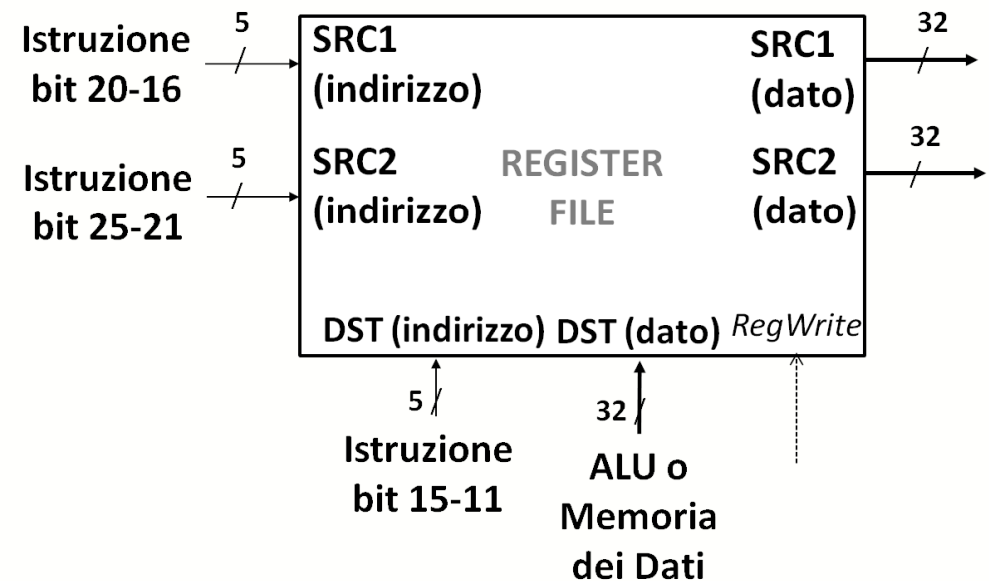 Istruzione
bit 20-16
5
SRC1
(indirizzo)
SRC1
(dato)
32
Istruzione
bit 25-21
5
SRC2
(indirizzo)
REGISTER
FILE
SRC2
(dato)
32
DST (indirizzo)
DST (dato)
RegWrite
5
Istruzione
bit 15-11
32
ALU o
Memoria
dei Dati